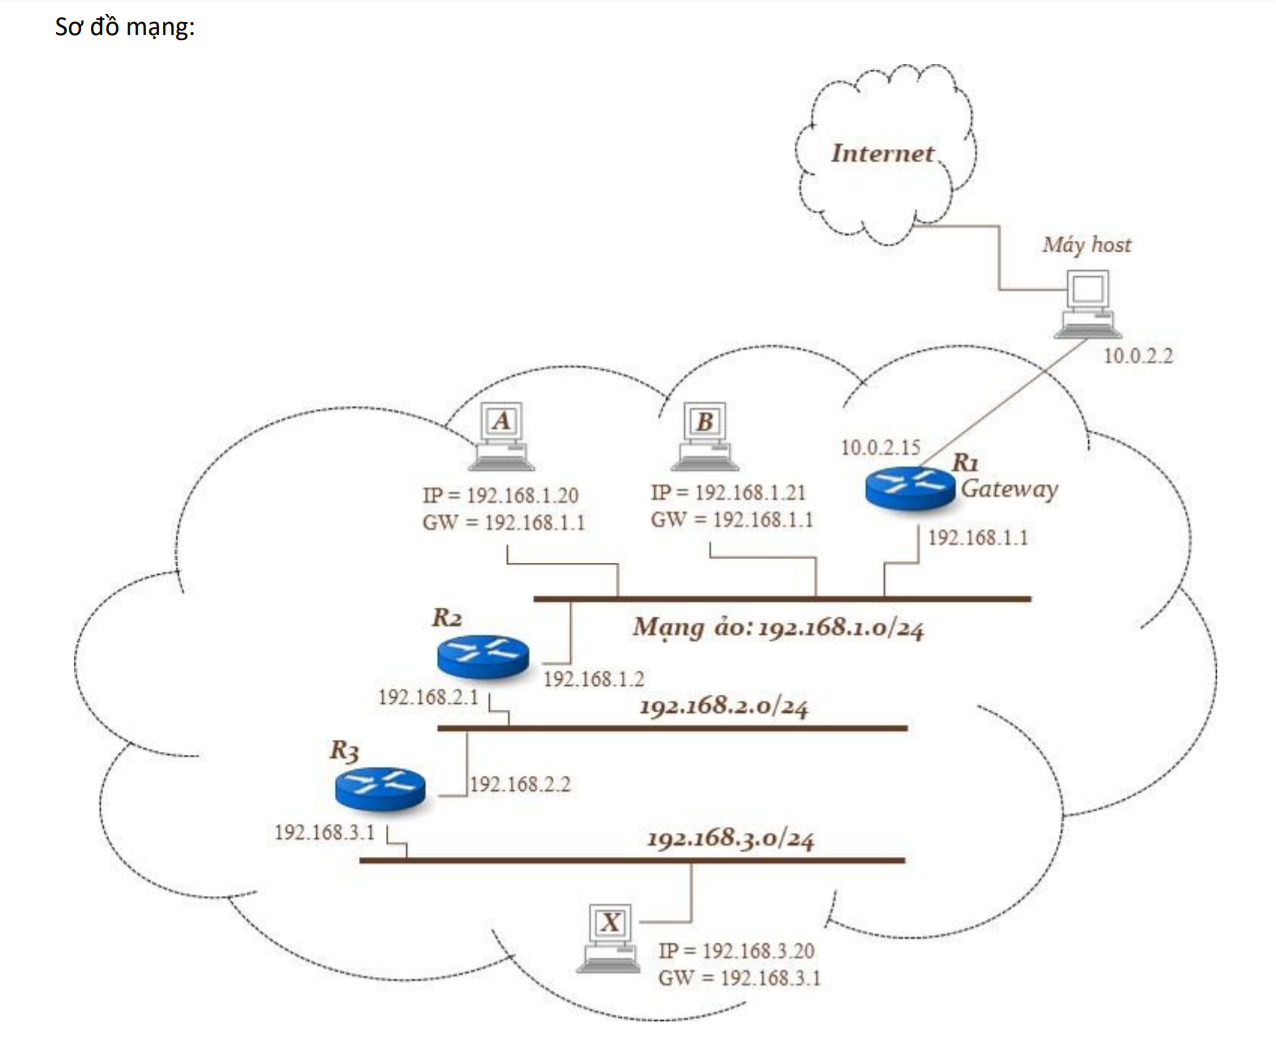 Sơ đồ mạng:
Internet
Máy host
10.0.2.2
A
B
10.0.2.15
R1
Gateway
IP = 192.168.1.20
GW = 192.168.1.1
IP = 192.168.1.21
GW = 192.168.1.1
192.168.1.1
R2
Mạng ảo: 192.168.1.0/24
192.168.1.2
192.168.2.1
192.168.2.0/24
R3
192.168.2.2
192.168.3.1
192.168.3.0/24
X
IP = 192.168.3.20
GW = 192.168.3.1